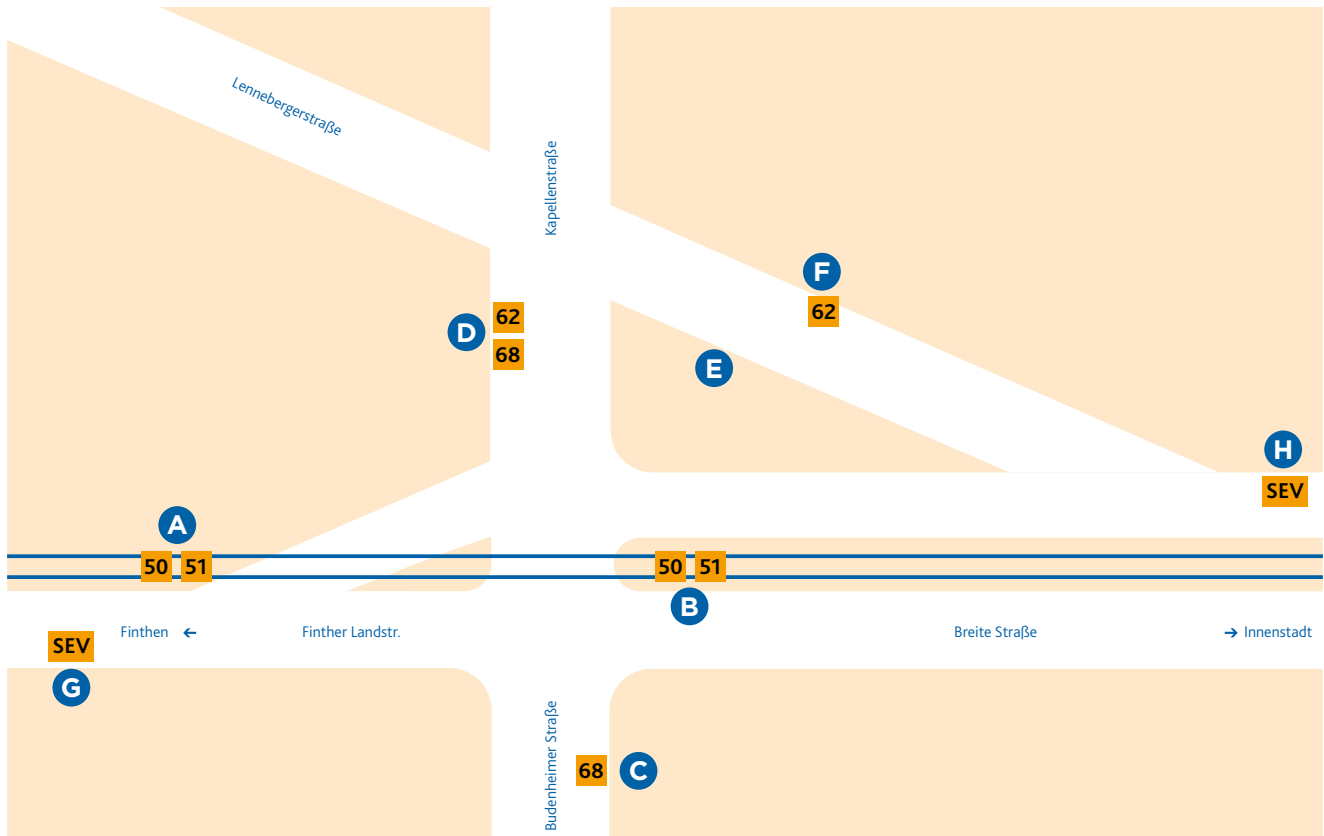 Lennebergerstraße
Kapellenstraße
F
62
D
62
68
E
H
SEV
A
50 51
50 51
B
SEV
Finthen ←
Finther Landstr.
Breite Straße
→ Innenstadt
G
Budenheimer Straße
68
C